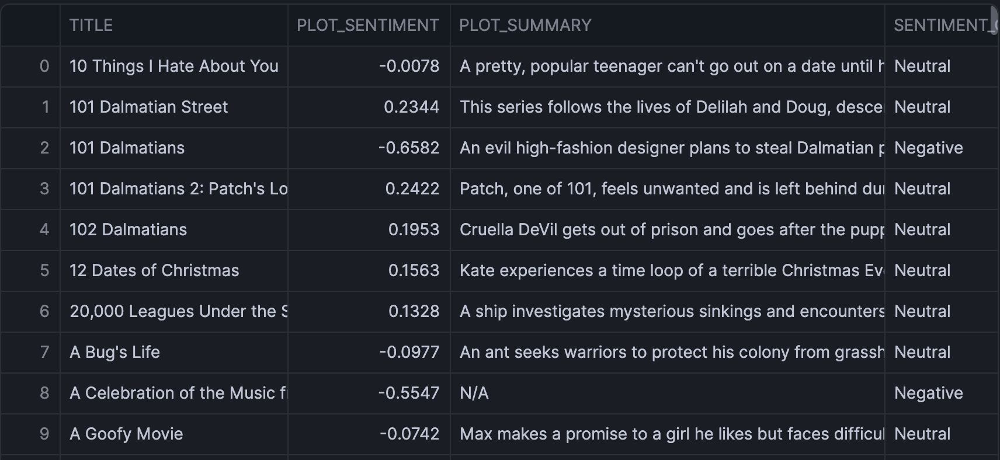 TITLE PLOT_SENTIMENT PLOT_SUMMARY SENTIMENT_
0 10 Things I Hate About You -0.0078 A pretty, popular teenager can't go out on a date until Neutral
1 101 Dalmatian Street 0.2344 This series follows the lives of Delilah and Doug, Neutral
2 101 Dalmatians -0.6582 An evil high-fashion designer plans to steal Dalmatian Negative
3 101 Dalmatians 2: Patch's 0.2422 Patch, one of 101, feels unwanted and is left behind Neutral
4 102 Dalmatians 0.1953 Cruella DeVil gets out of prison and goes after the Neutral
5 12 Dates of Christmas 0.1563 Kate experiences a time loop of a terrible Christmas Neutral
6 20,000 Leagues Under the 0.1328 A ship investigates mysterious sinkings and encounters Neutral
7 A Bug's Life -0.0977 An ant seeks warriors to protect his colony from Neutral
8 A Celebration of the Music -0.5547 N/A Negative
9 A Goofy Movie -0.0742 Max makes a promise to a girl he likes but faces Neutral